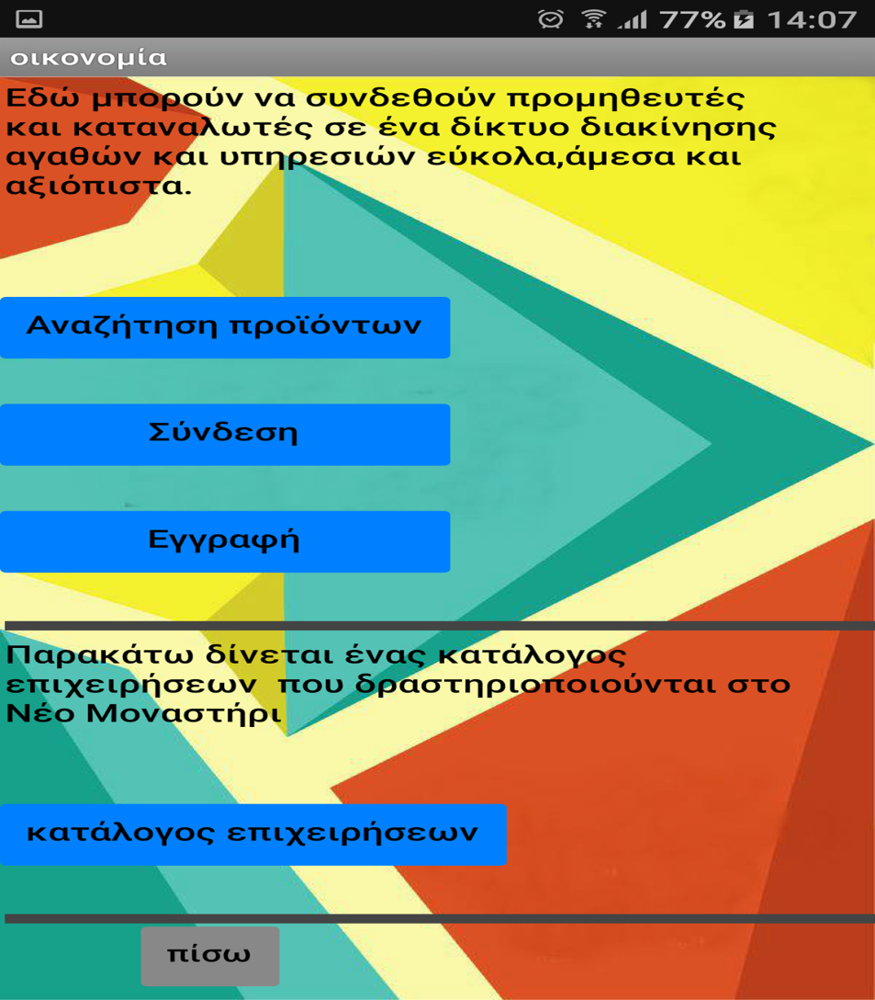 77% 14:07
οικονομία
Εδώ μπορούν να συνδεθούν προμηθευτές
και καταναλωτές σε ένα δίκτυο διακίνησης
αγαθών και υπηρεσιών εύκολα,άμεσα και
αξιόπιστα.
Αναζήτηση προϊόντων
Σύνδεση
Εγγραφή
Παρακάτω δίνεται ένας κατάλογος
επιχειρήσεων  που δραστηριοποιούνται στο
Νέο Μοναστήρι
κατάλογος επιχειρήσεων
πίσω